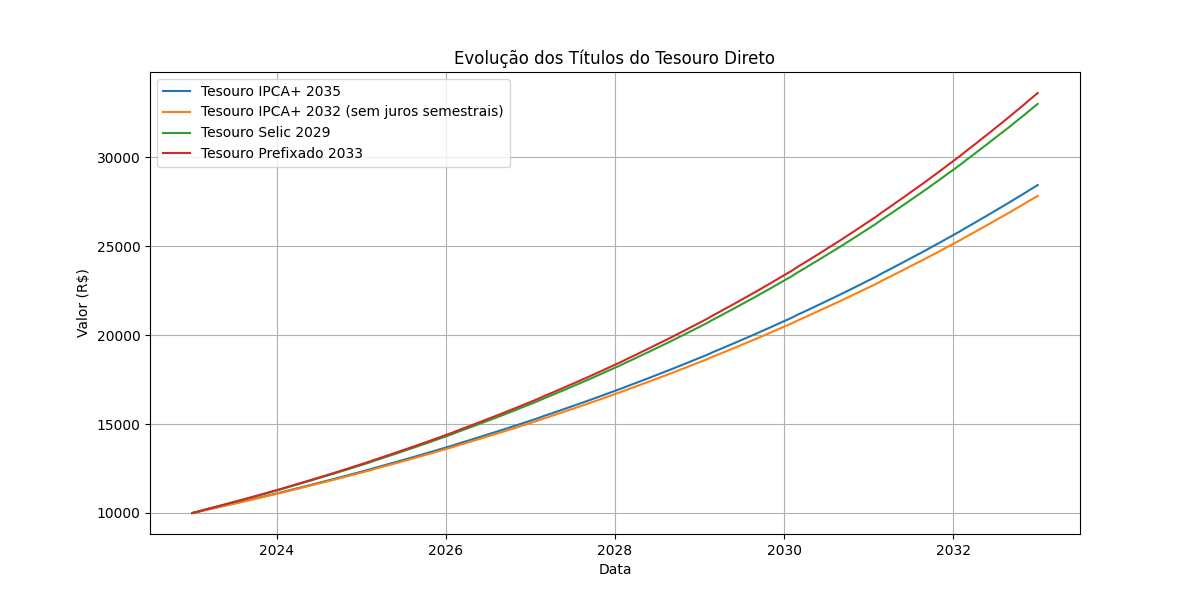 Evolução dos Títulos do Tesouro Direto
Tesouro IPCA+ 2035
Tesouro IPCA+ 2032 (sem juros semestrais)
Tesouro Selic 2029
Tesouro Prefixado 2033
Valor (R$)
30000
25000
20000
15000
10000
2024 2026 2028 2030 2032
Data